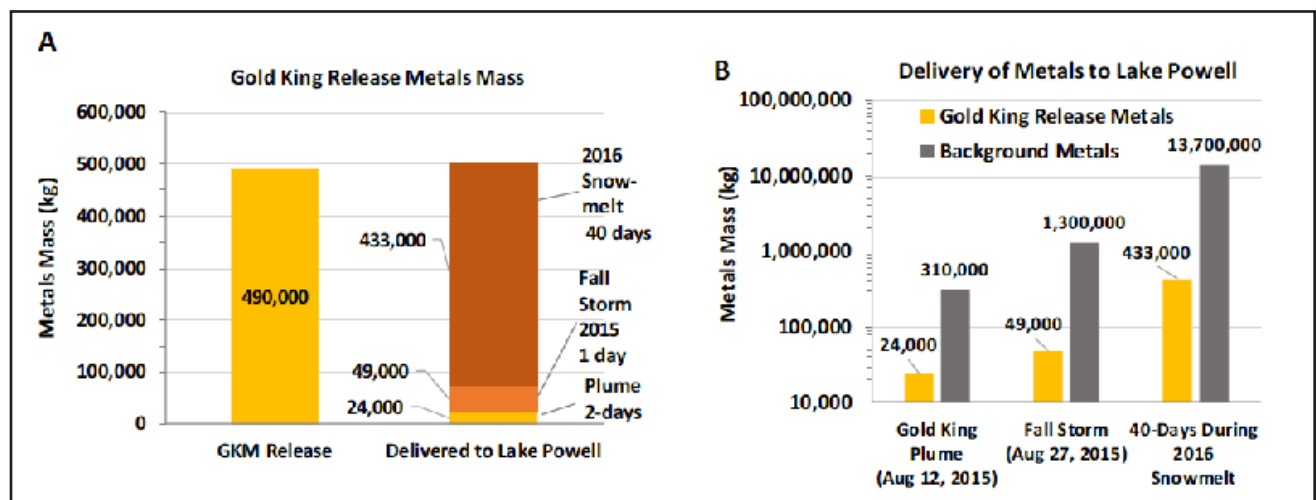 A
Gold King Release Metals Mass
Metals Mass (kg)
600,000
500,000
400,000
300,000
200,000
100,000
0
490,000
433,000
49,000
24,000
2016
Snow-
melt
40 days
Fall
Storm
2015
1 day
Plume
2-days
GKM Release
Delivered to Lake Powell
B
Delivery of Metals to Lake Powell
Metals Mass (kg)
100,000,000
10,000,000
1,000,000
100,000
10,000
Gold King Release Metals
Background Metals
24,000
310,000
49,000
1,300,000
433,000
13,700,000
Gold King
Plume
(Aug 12, 2015)
Fall Storm
(Aug 27, 2015)
40-Days During
2016
Snowmelt